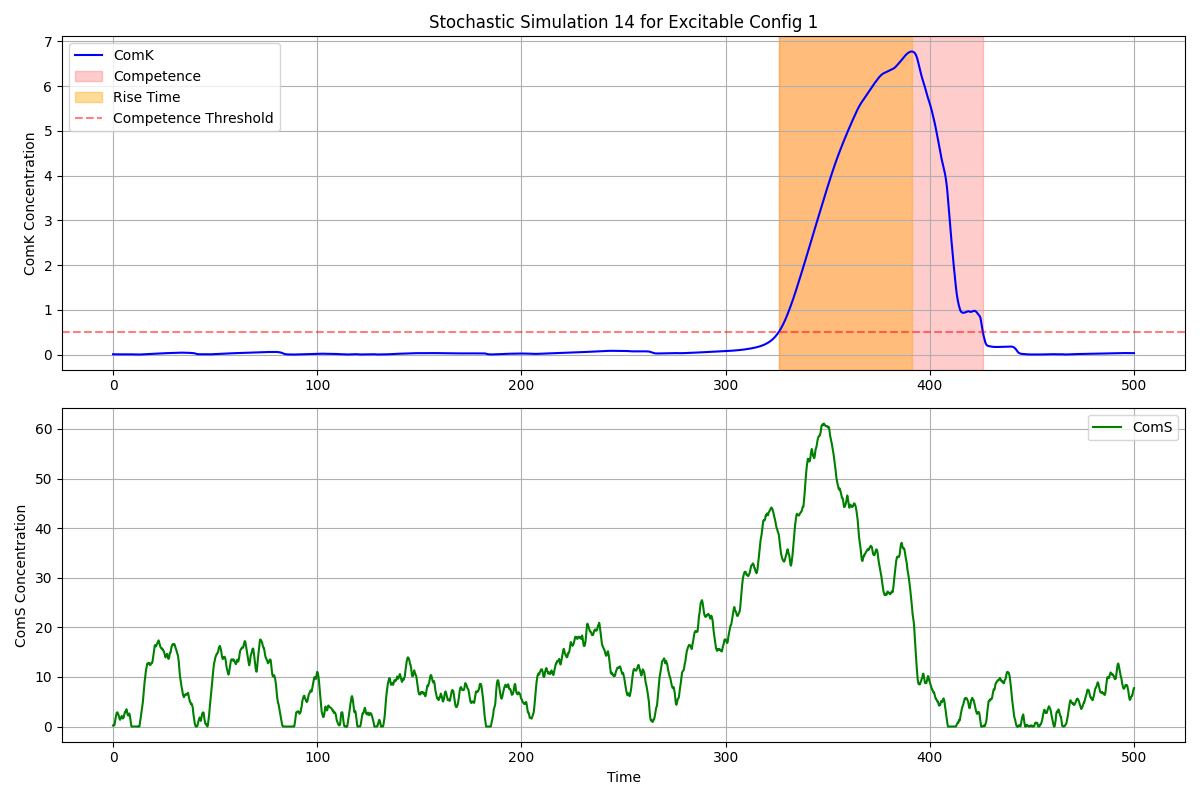 Stochastic Simulation 14 for Excitable Config 1
ComK Concentration
7
6
5
4
3
2
1
0
ComK
Competence
Rise Time
Competence Threshold
0 100 200 300 400 500
ComS Concentration
60
50
40
30
20
10
0
ComS
0 100 200 300 400 500
Time